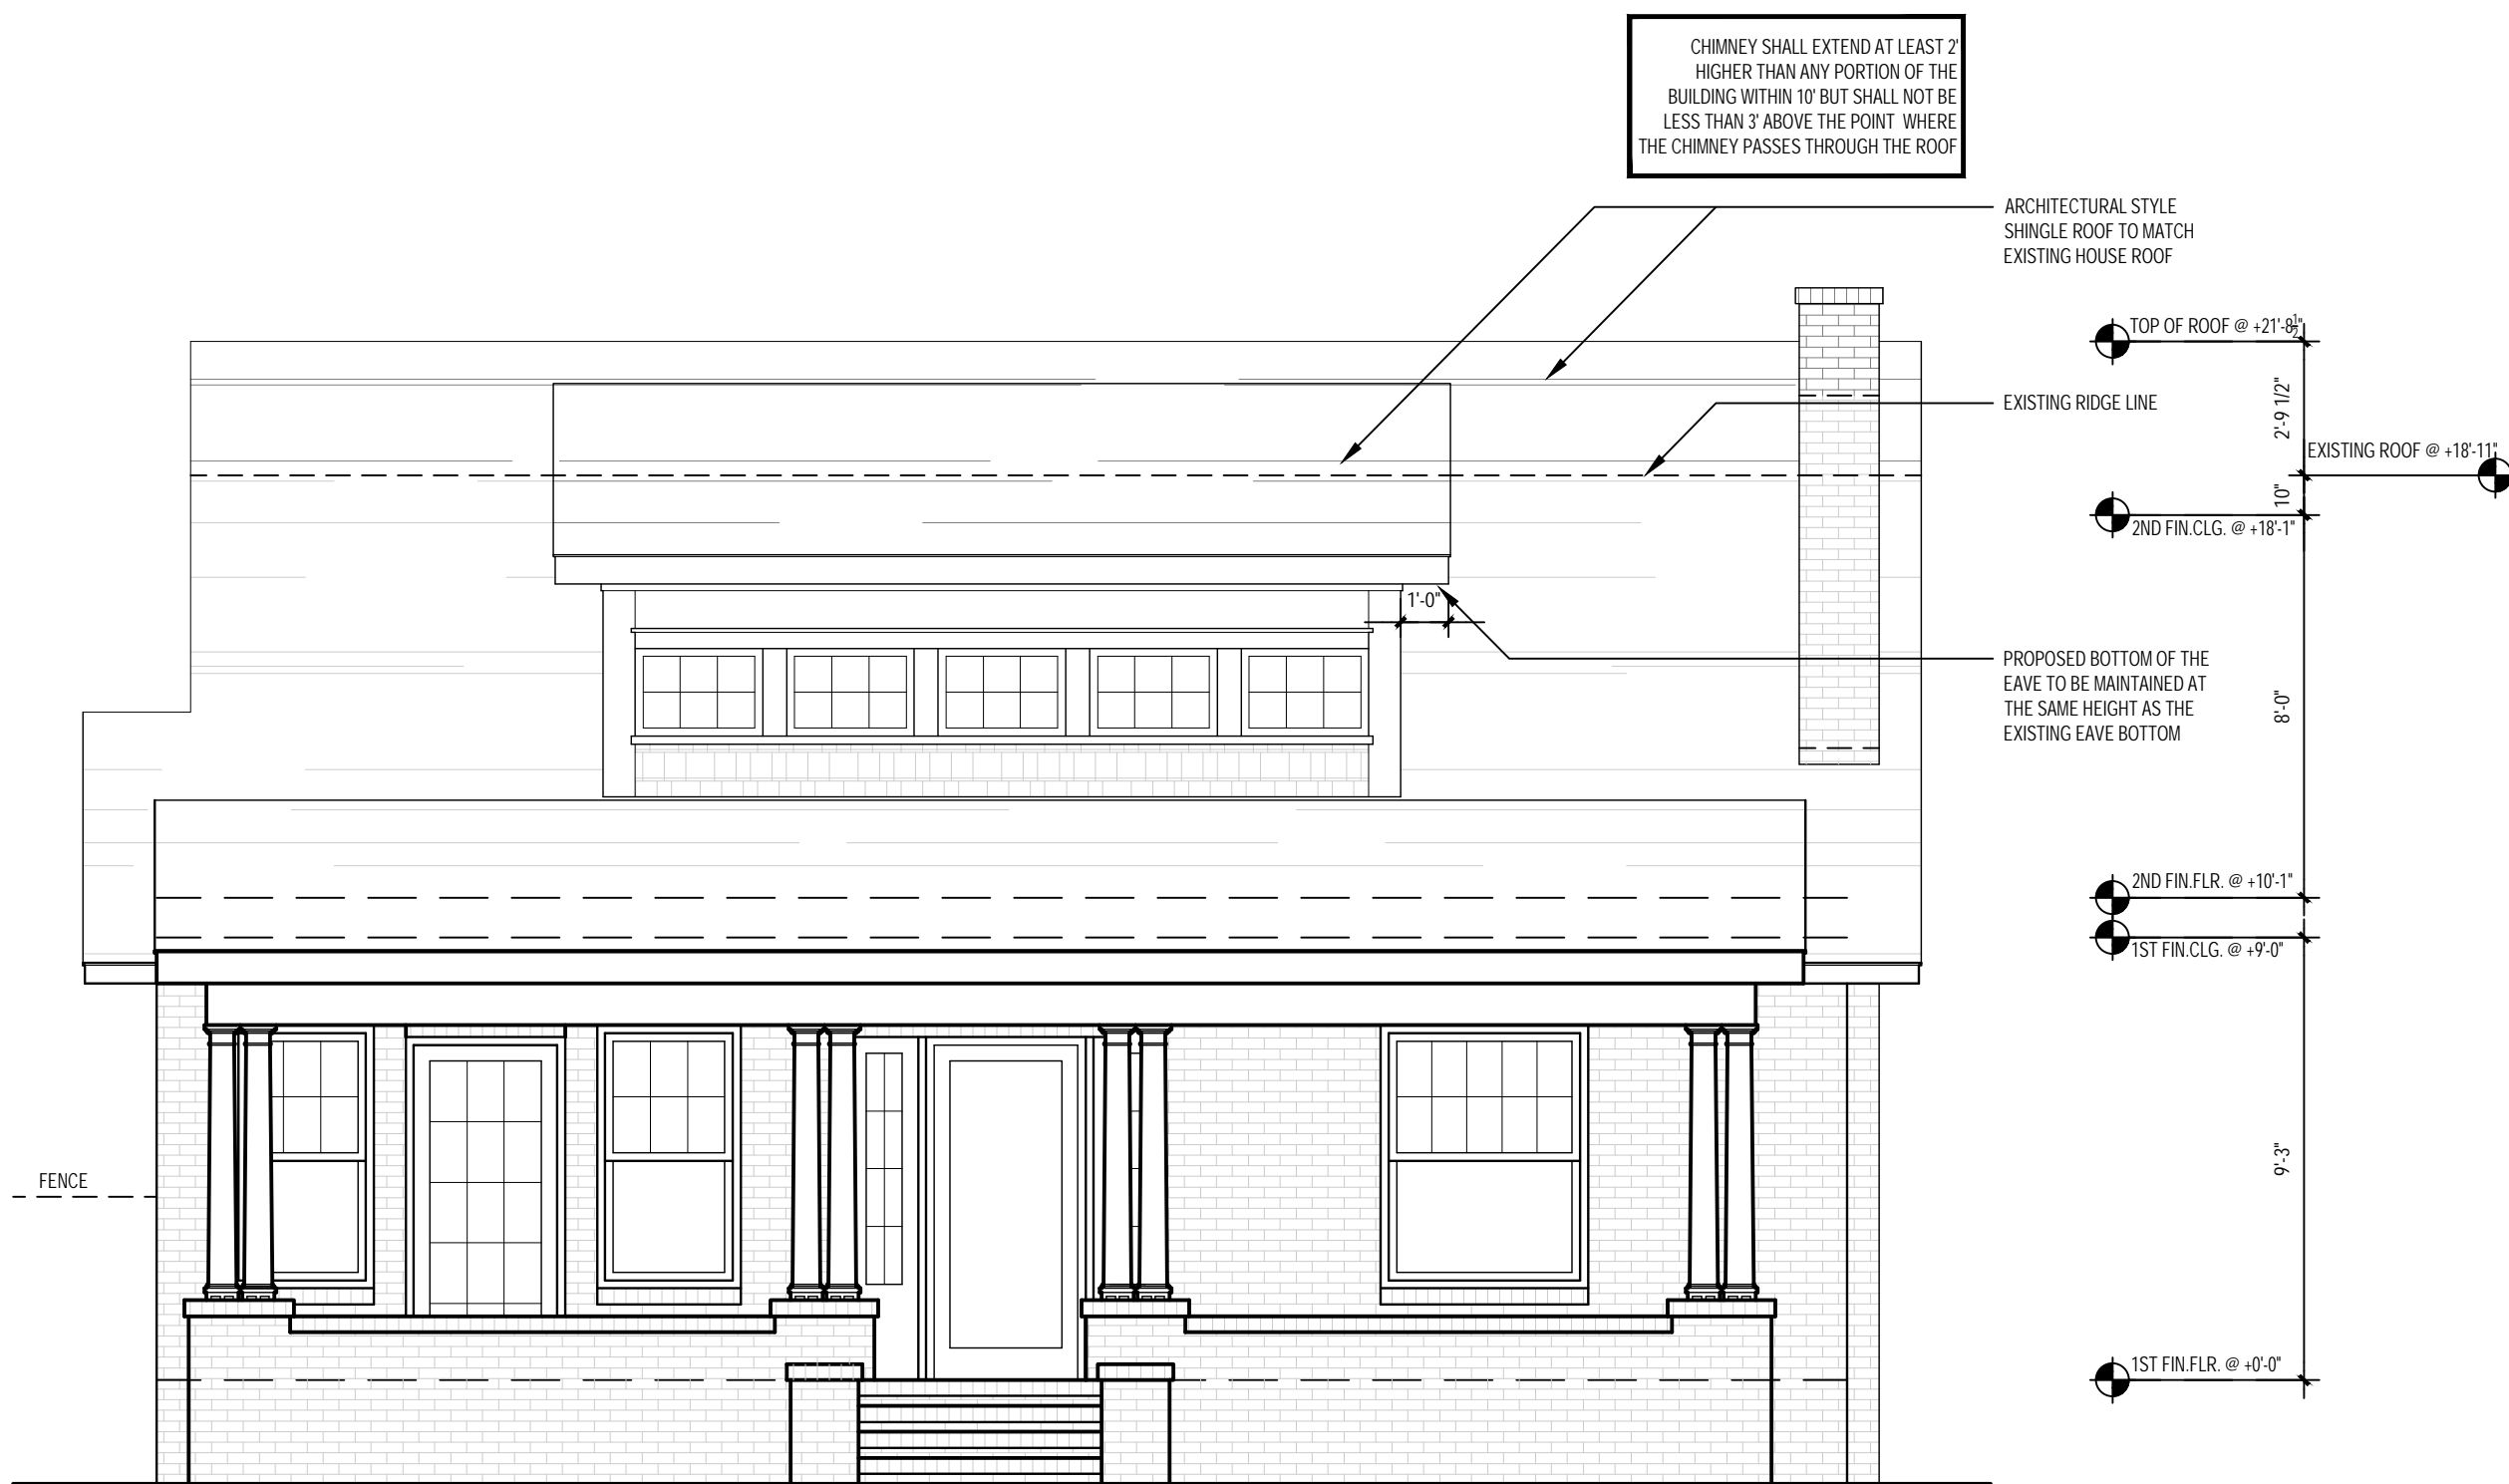 CHIMNEY SHALL EXTEND AT LEAST 2'
HIGHER THAN ANY PORTION OF THE
BUILDING WITHIN 10' BUT SHALL NOT BE
LESS THAN 3' ABOVE THE POINT WHERE
THE CHIMNEY PASSES THROUGH THE ROOF
ARCHITECTURAL STYLE
SHINGLE ROOF TO MATCH
EXISTING HOUSE ROOF
TOP OF ROOF @ +21'-8½"
2'-9 1/2"
EXISTING RIDGE LINE
EXISTING ROOF @ +18'-11"
10"
2ND FIN.CLG. @ +18'-1"
1'-0"
PROPOSED BOTTOM OF THE
EAVE TO BE MAINTAINED AT
THE SAME HEIGHT AS THE
EXISTING EAVE BOTTOM
8'-0"
2ND FIN.FLR. @ +10'-1"
1ST FIN.CLG. @ +9'-0"
FENCE
9'-3"
1ST FIN.FLR. @ +0'-0"